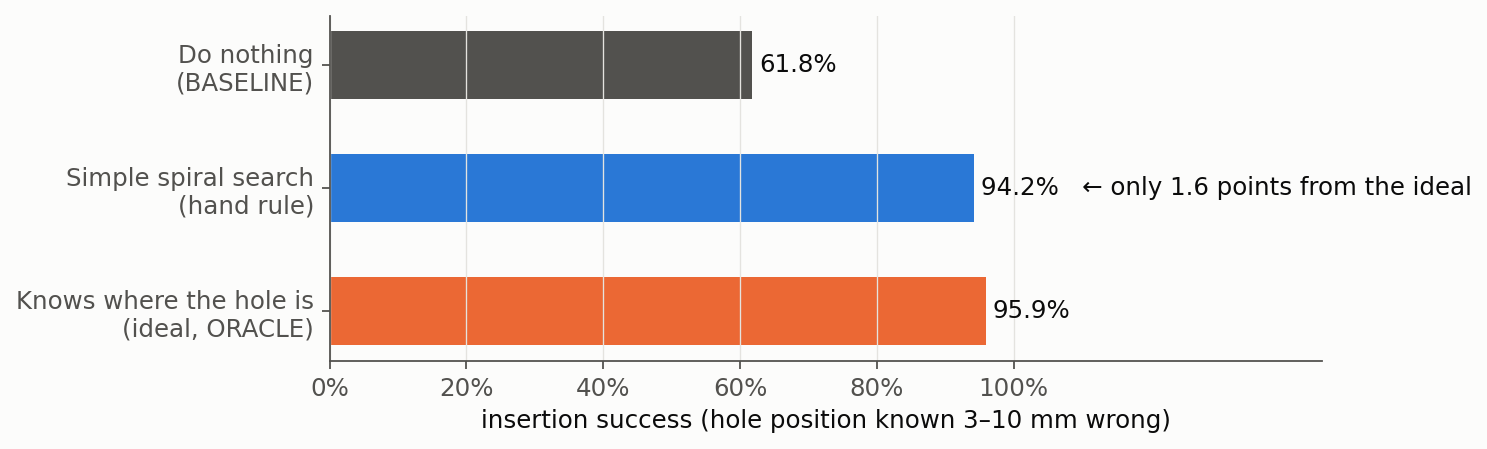 Do nothing
(BASELINE)
61.8%
Simple spiral search
(hand rule)
94.2%
← only 1.6 points from the ideal
Knows where the hole is
(ideal, ORACLE)
95.9%
0%
20%
40%
60%
80%
100%
insertion success (hole position known 3–10 mm wrong)